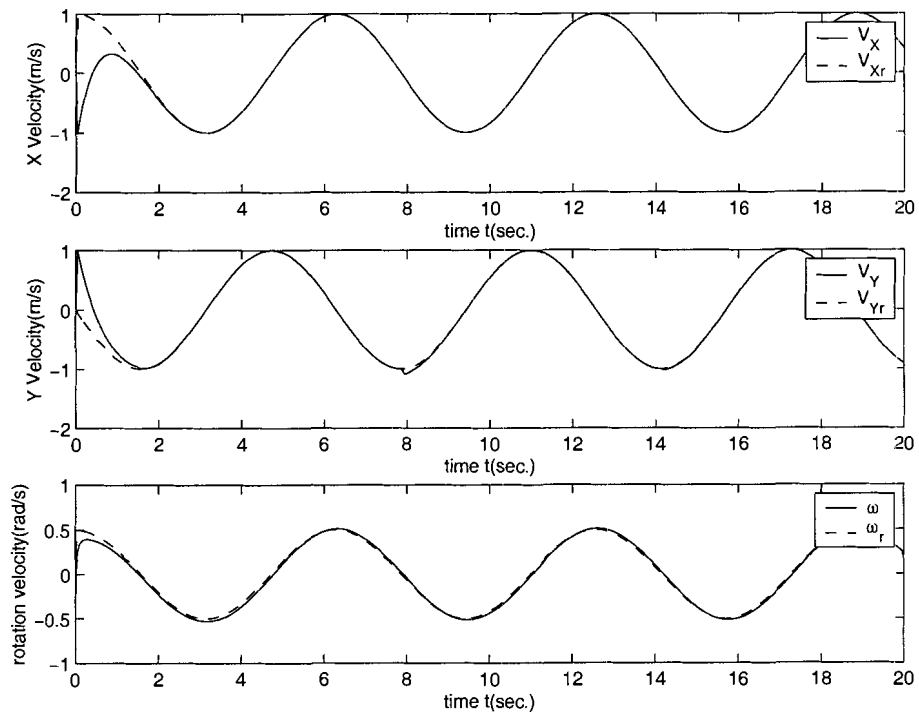 1
0
−1
−2
X Velocity(m/s)
V_X
V_Xr
0 2 4 6 8 10 12 14 16 18 20
time t(sec.)
1
0
−1
−2
Y Velocity(m/s)
V_Y
V_Yr
0 2 4 6 8 10 12 14 16 18 20
time t(sec.)
1
0.5
0
−0.5
−1
rotation velocity(rad/s)
ω
ω_r
0 2 4 6 8 10 12 14 16 18 20
time t(sec.)